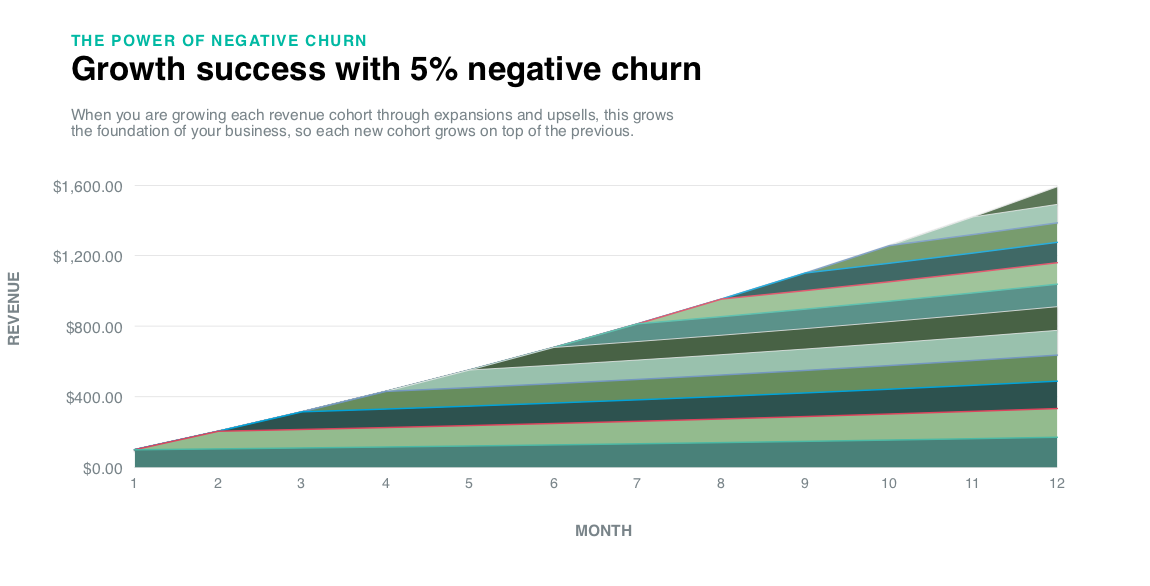 THE POWER OF NEGATIVE CHURN
Growth success with 5% negative churn
When you are growing each revenue cohort through expansions and upsells, this grows
the foundation of your business, so each new cohort grows on top of the previous.
$1,600.00
$1,200.00
$800.00
$400.00
$0.00
REVENUE
1 2 3 4 5 6 7 8 9 10 11 12
MONTH